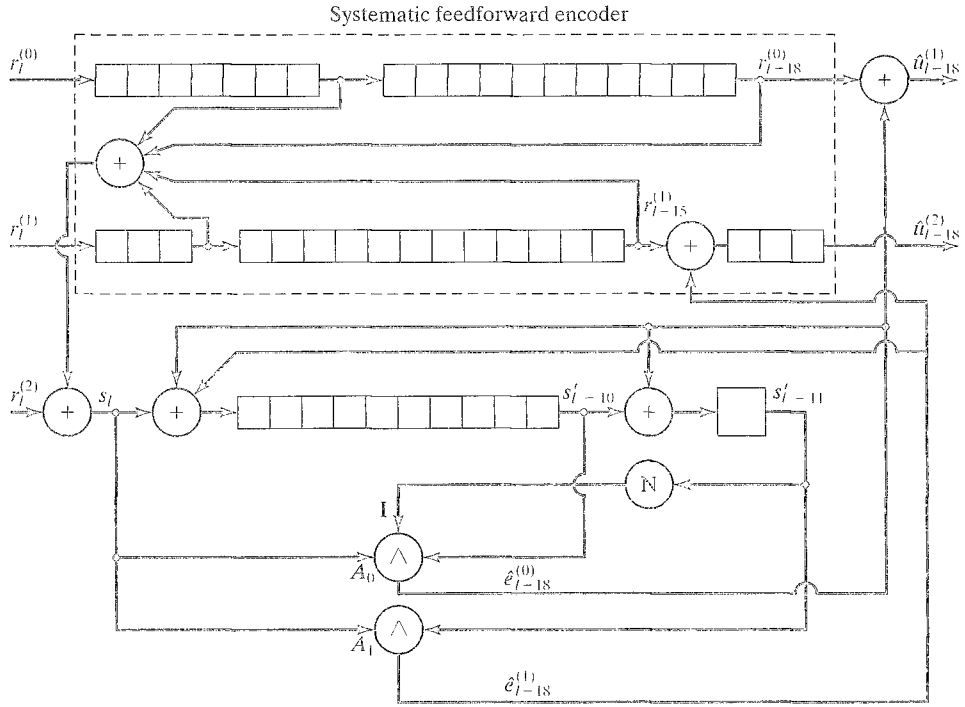 Systematic feedforward encoder
r_l^(0)
r_{l-18}^(0)
û_{l-18}^(1)
+
+
r_l^(1)
r_{l-15}^(1)
+
û_{l-18}^(2)
r_l^(2)
+
s_l
+
s'_{l-10}
+
s'_{l-11}
N
I
∧
A_0
ê_{l-18}^(0)
∧
A_1
ê_{l-18}^(1)